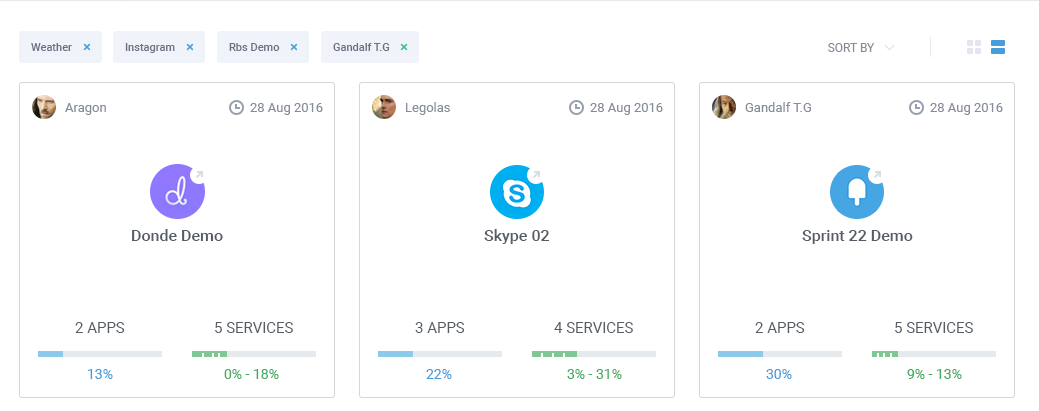 Weather × Instagram × Rbs Demo × Gandalf T.G ×
SORT BY
Aragon 28 Aug 2016
Donde Demo
2 APPS 5 SERVICES
13% 0% - 18%
Legolas 28 Aug 2016
Skype 02
3 APPS 4 SERVICES
22% 3% - 31%
Gandalf T.G 28 Aug 2016
Sprint 22 Demo
2 APPS 5 SERVICES
30% 9% - 13%